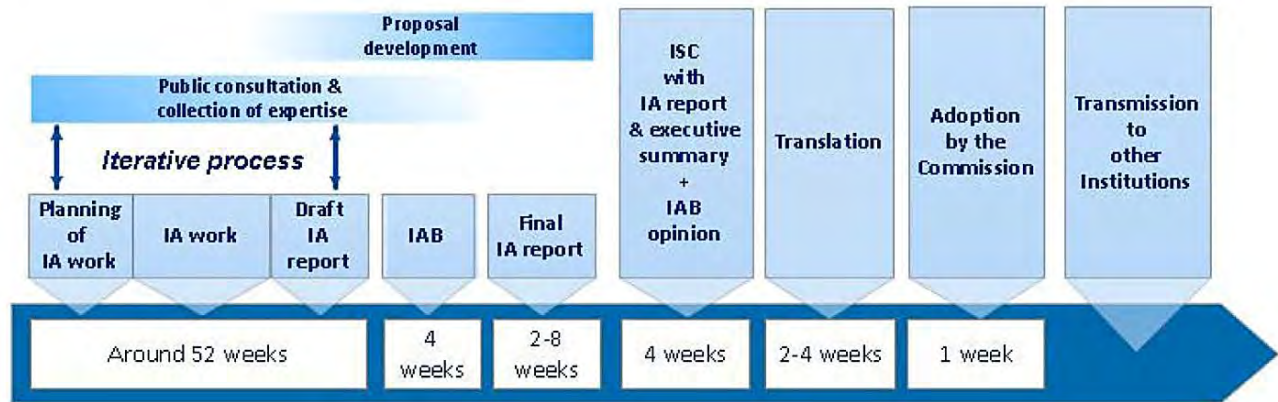 Proposal
development
Public consultation &
collection of expertise
Iterative process
Planning
of
IA work
IA work
Draft
IA
report
IAB
Final
IA report
ISC
with
IA report
& executive
summary
+
IAB
opinion
Translation
Adoption
by the
Commission
Transmission
to
other
Institutions
Around 52 weeks
4
weeks
2-8
weeks
4 weeks
2-4 weeks
1 week